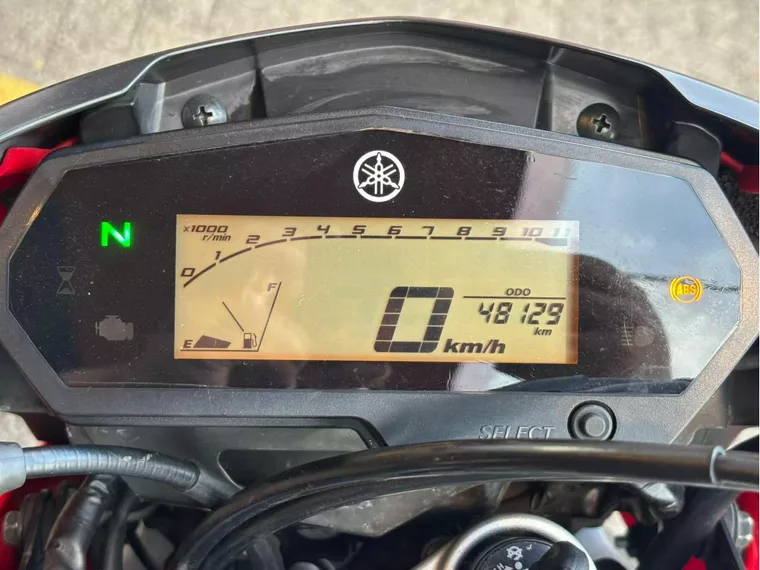 x1000
r/min
0 1 2 3 4 5 6 7 8 9 10 11
N
ABS
F
E
ODO
48129
km
0 km/h
SELECT